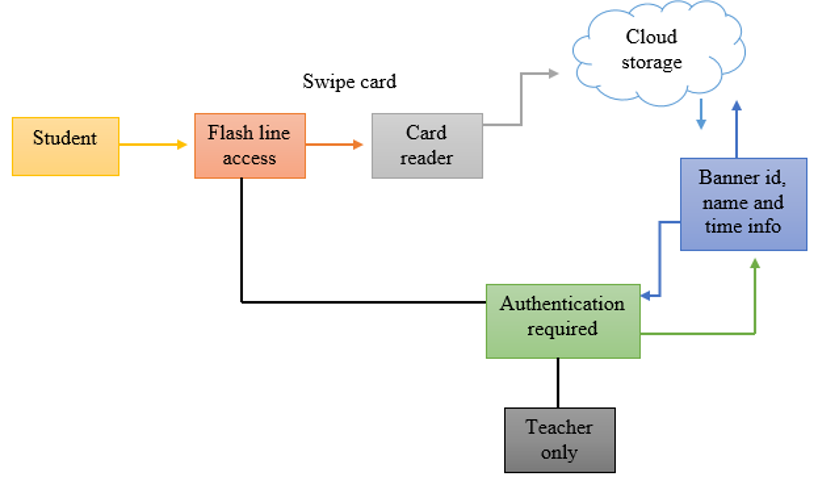 Cloud
storage
Swipe card
Student
Flash line
access
Card
reader
Banner id,
name and
time info
Authentication
required
Teacher
only